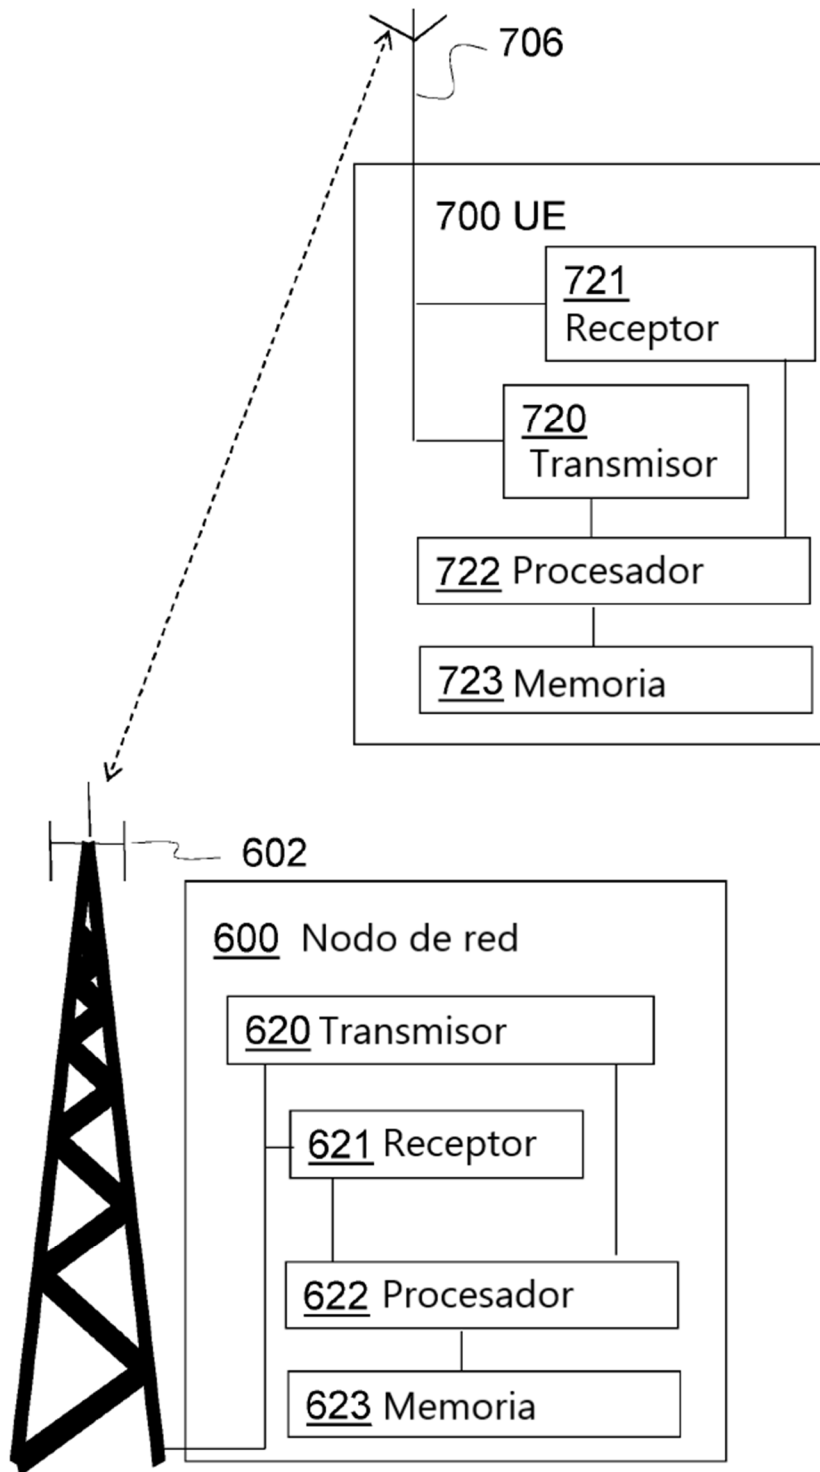 706
700 UE
721
Receptor
720
Transmisor
722 Procesador
723 Memoria
602
600 Nodo de red
620 Transmisor
621 Receptor
622 Procesador
623 Memoria